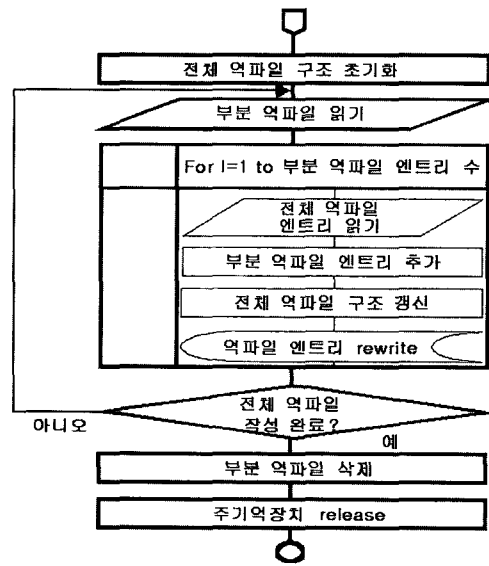 전체 역파일 구조 초기화
부분 역파일 읽기
For I=1 to 부분 역파일 엔트리 수
전체 역파일
엔트리 읽기
부분 역파일 엔트리 추가
전체 역파일 구조 갱신
역파일 엔트리 rewrite
전체 역파일
작성 완료?
아니오
예
부분 역파일 삭제
주기억장치 release